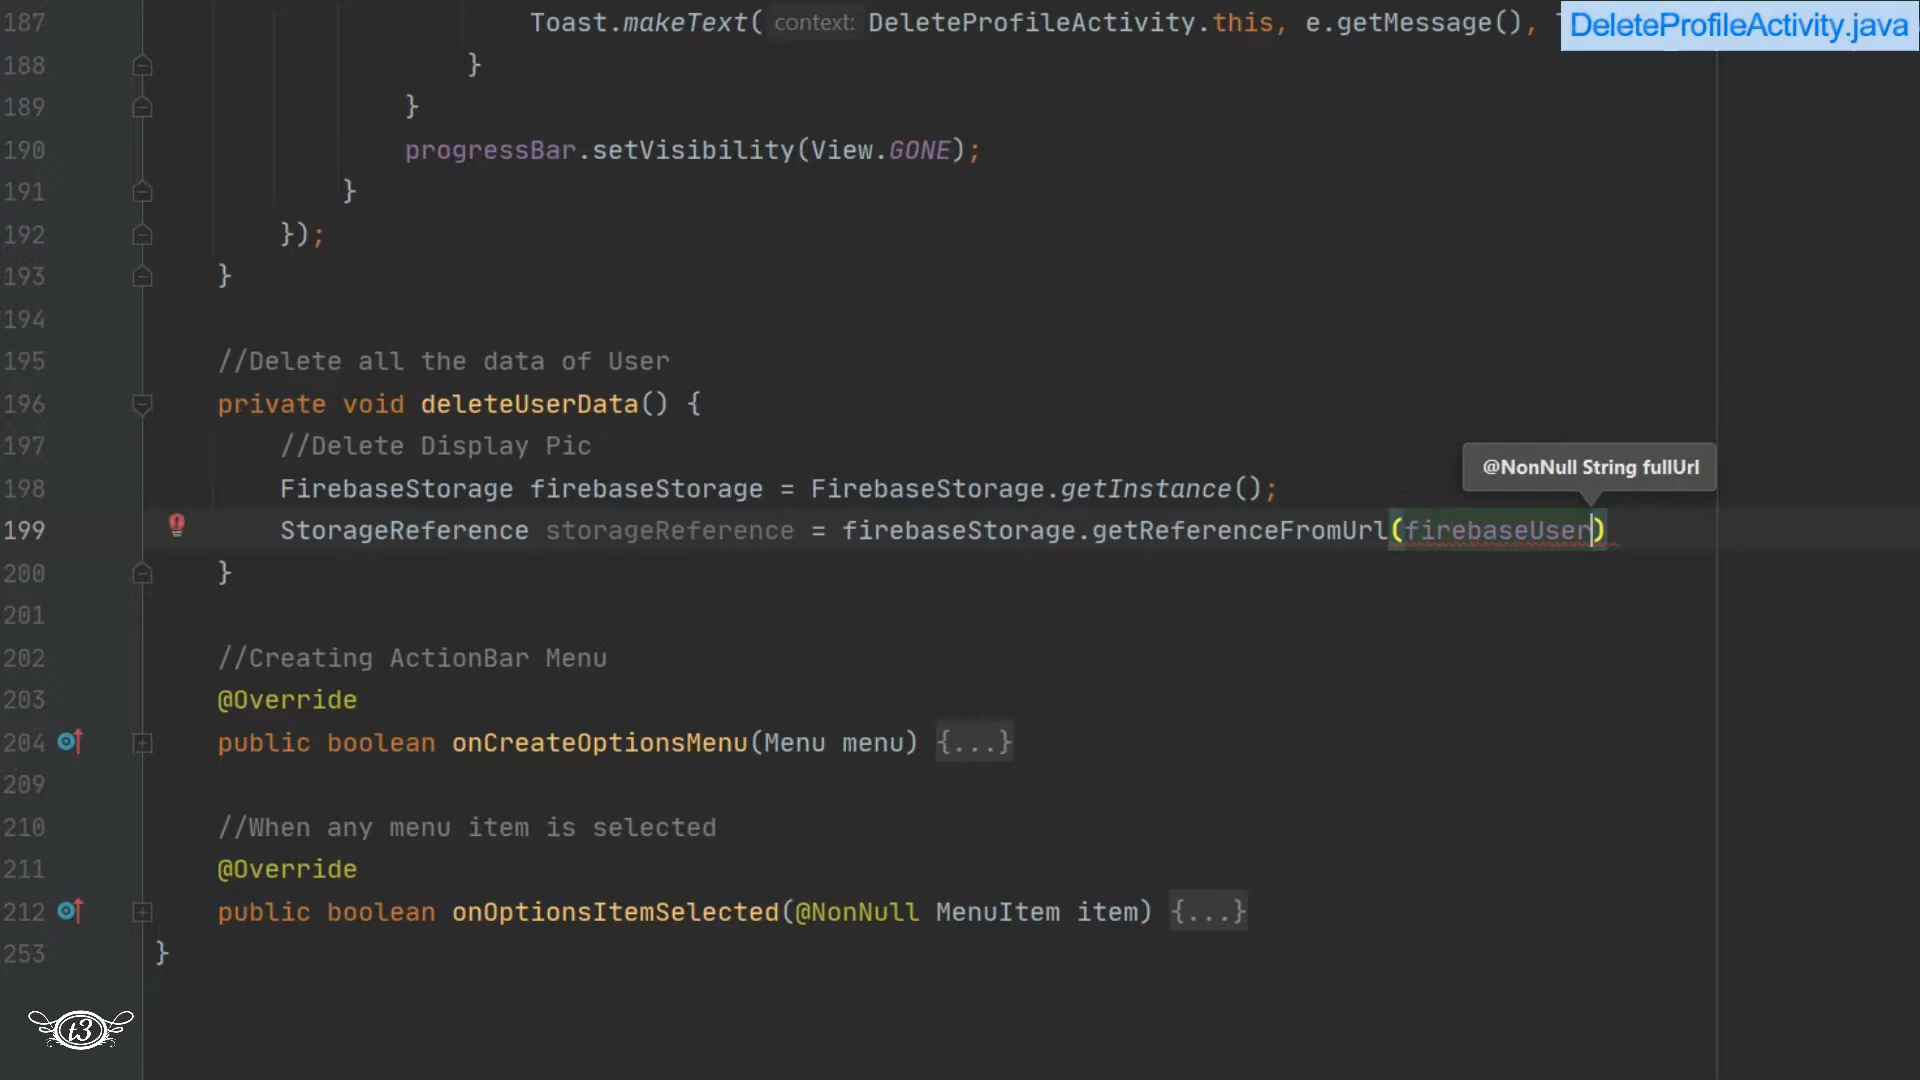 DeleteProfileActivity.java
187 Toast.makeText( context: DeleteProfileActivity.this, e.getMessage(),
188 }
189 }
190 progressBar.setVisibility(View.GONE);
191 }
192 });
193 }
194
195 //Delete all the data of User
196 private void deleteUserData() {
197 //Delete Display Pic
@NonNull String fullUrl
198 FirebaseStorage firebaseStorage = FirebaseStorage.getInstance();
199 StorageReference storageReference = firebaseStorage.getReferenceFromUrl(firebaseUser)
200 }
201
202 //Creating ActionBar Menu
203 @Override
204 public boolean onCreateOptionsMenu(Menu menu) {...}
209
210 //When any menu item is selected
211 @Override
212 public boolean onOptionsItemSelected(@NonNull MenuItem item) {...}
253 }
t3